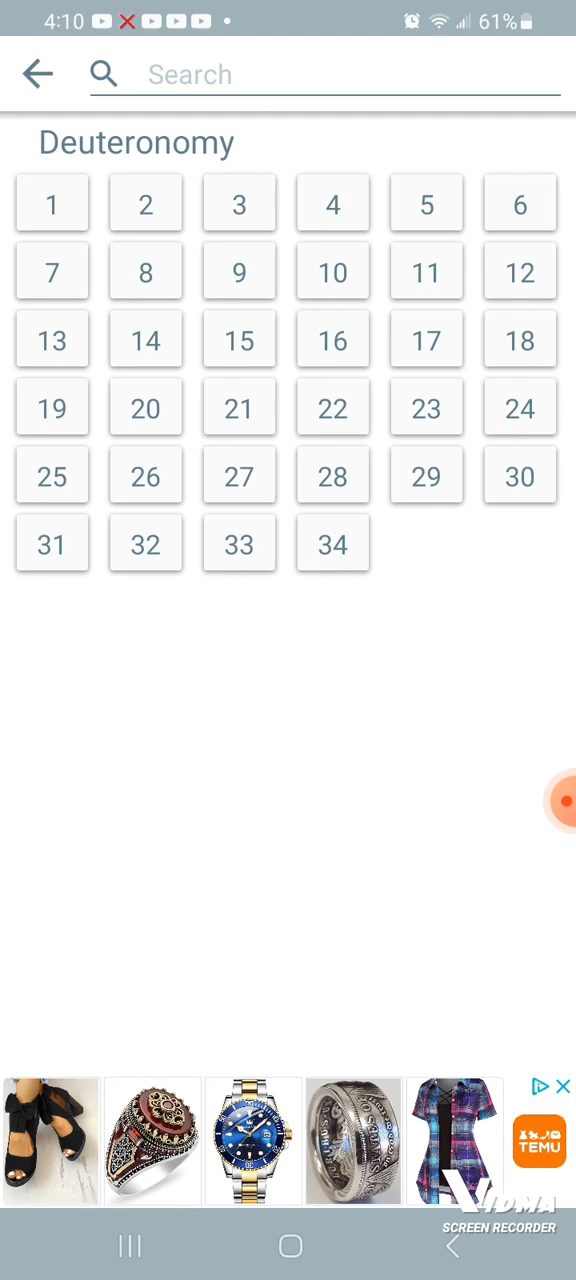 4:10 61%
Search
Deuteronomy
1 2 3 4 5 6
7 8 9 10 11 12
13 14 15 16 17 18
19 20 21 22 23 24
25 26 27 28 29 30
31 32 33 34
TEMU
VIDMA
SCREEN RECORDER